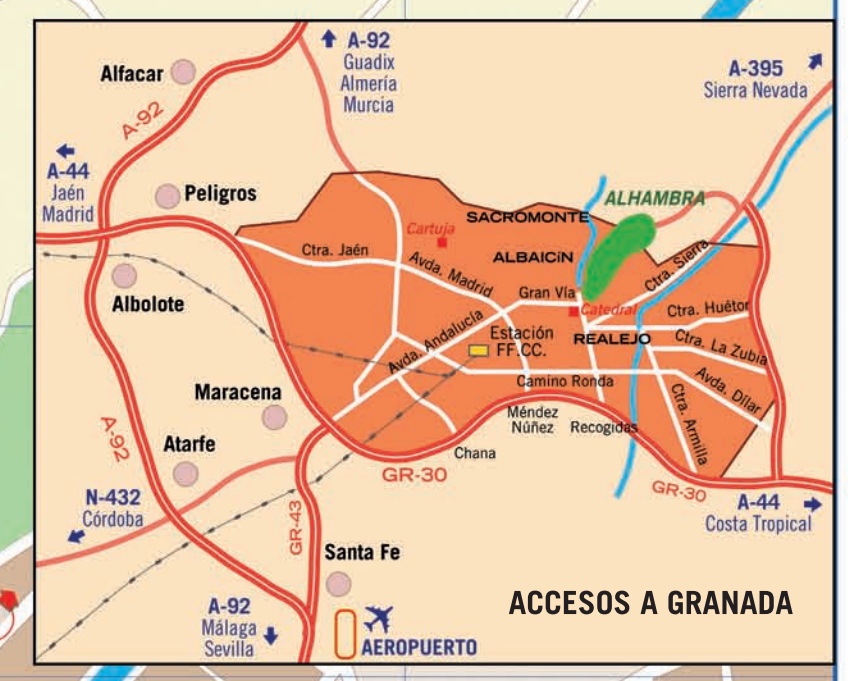 A-92
Guadix
Almería
Murcia
A-395
Sierra Nevada
Alfacar
A-92
A-44
Jaén
Madrid
Peligros
ALHAMBRA
SACROMONTE
Cartuja
ALBAICíN
Ctra. Jaén
Avda. Madrid
Ctra. Sierra
Albolote
Gran Vía
Catedral
Ctra. Huétor
Avda. Andalucía
Estación
FF.CC.
REALEJO
Ctra. La Zubia
Camino Ronda
Avda. Dílar
Maracena
Méndez
Núñez
Recogidas
Ctra. Armilla
A-92
Atarfe
Chana
GR-30
GR-30
N-432
Córdoba
GR-43
A-44
Costa Tropical
Santa Fe
ACCESOS A GRANADA
A-92
Málaga
Sevilla
AEROPUERTO